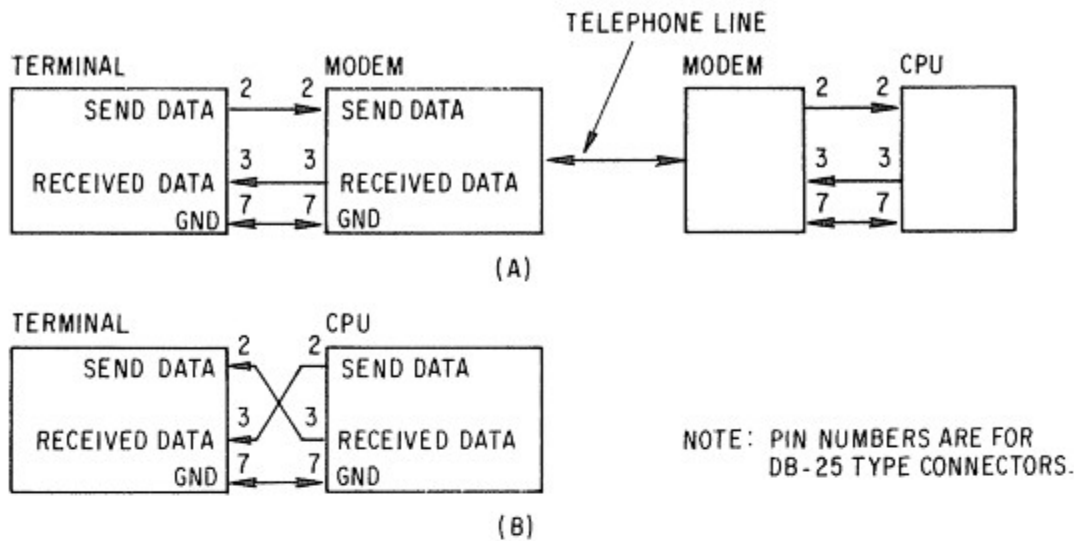 TELEPHONE LINE
TERMINAL
MODEM
MODEM
CPU
2 2
2 2
SEND DATA
SEND DATA
3 3
3 3
RECEIVED DATA
RECEIVED DATA
7 7
7 7
GND
GND
(A)
TERMINAL
CPU
2 2
SEND DATA
SEND DATA
3 3
RECEIVED DATA
RECEIVED DATA
7 7
GND
GND
NOTE: PIN NUMBERS ARE FOR
DB-25 TYPE CONNECTORS.
(B)